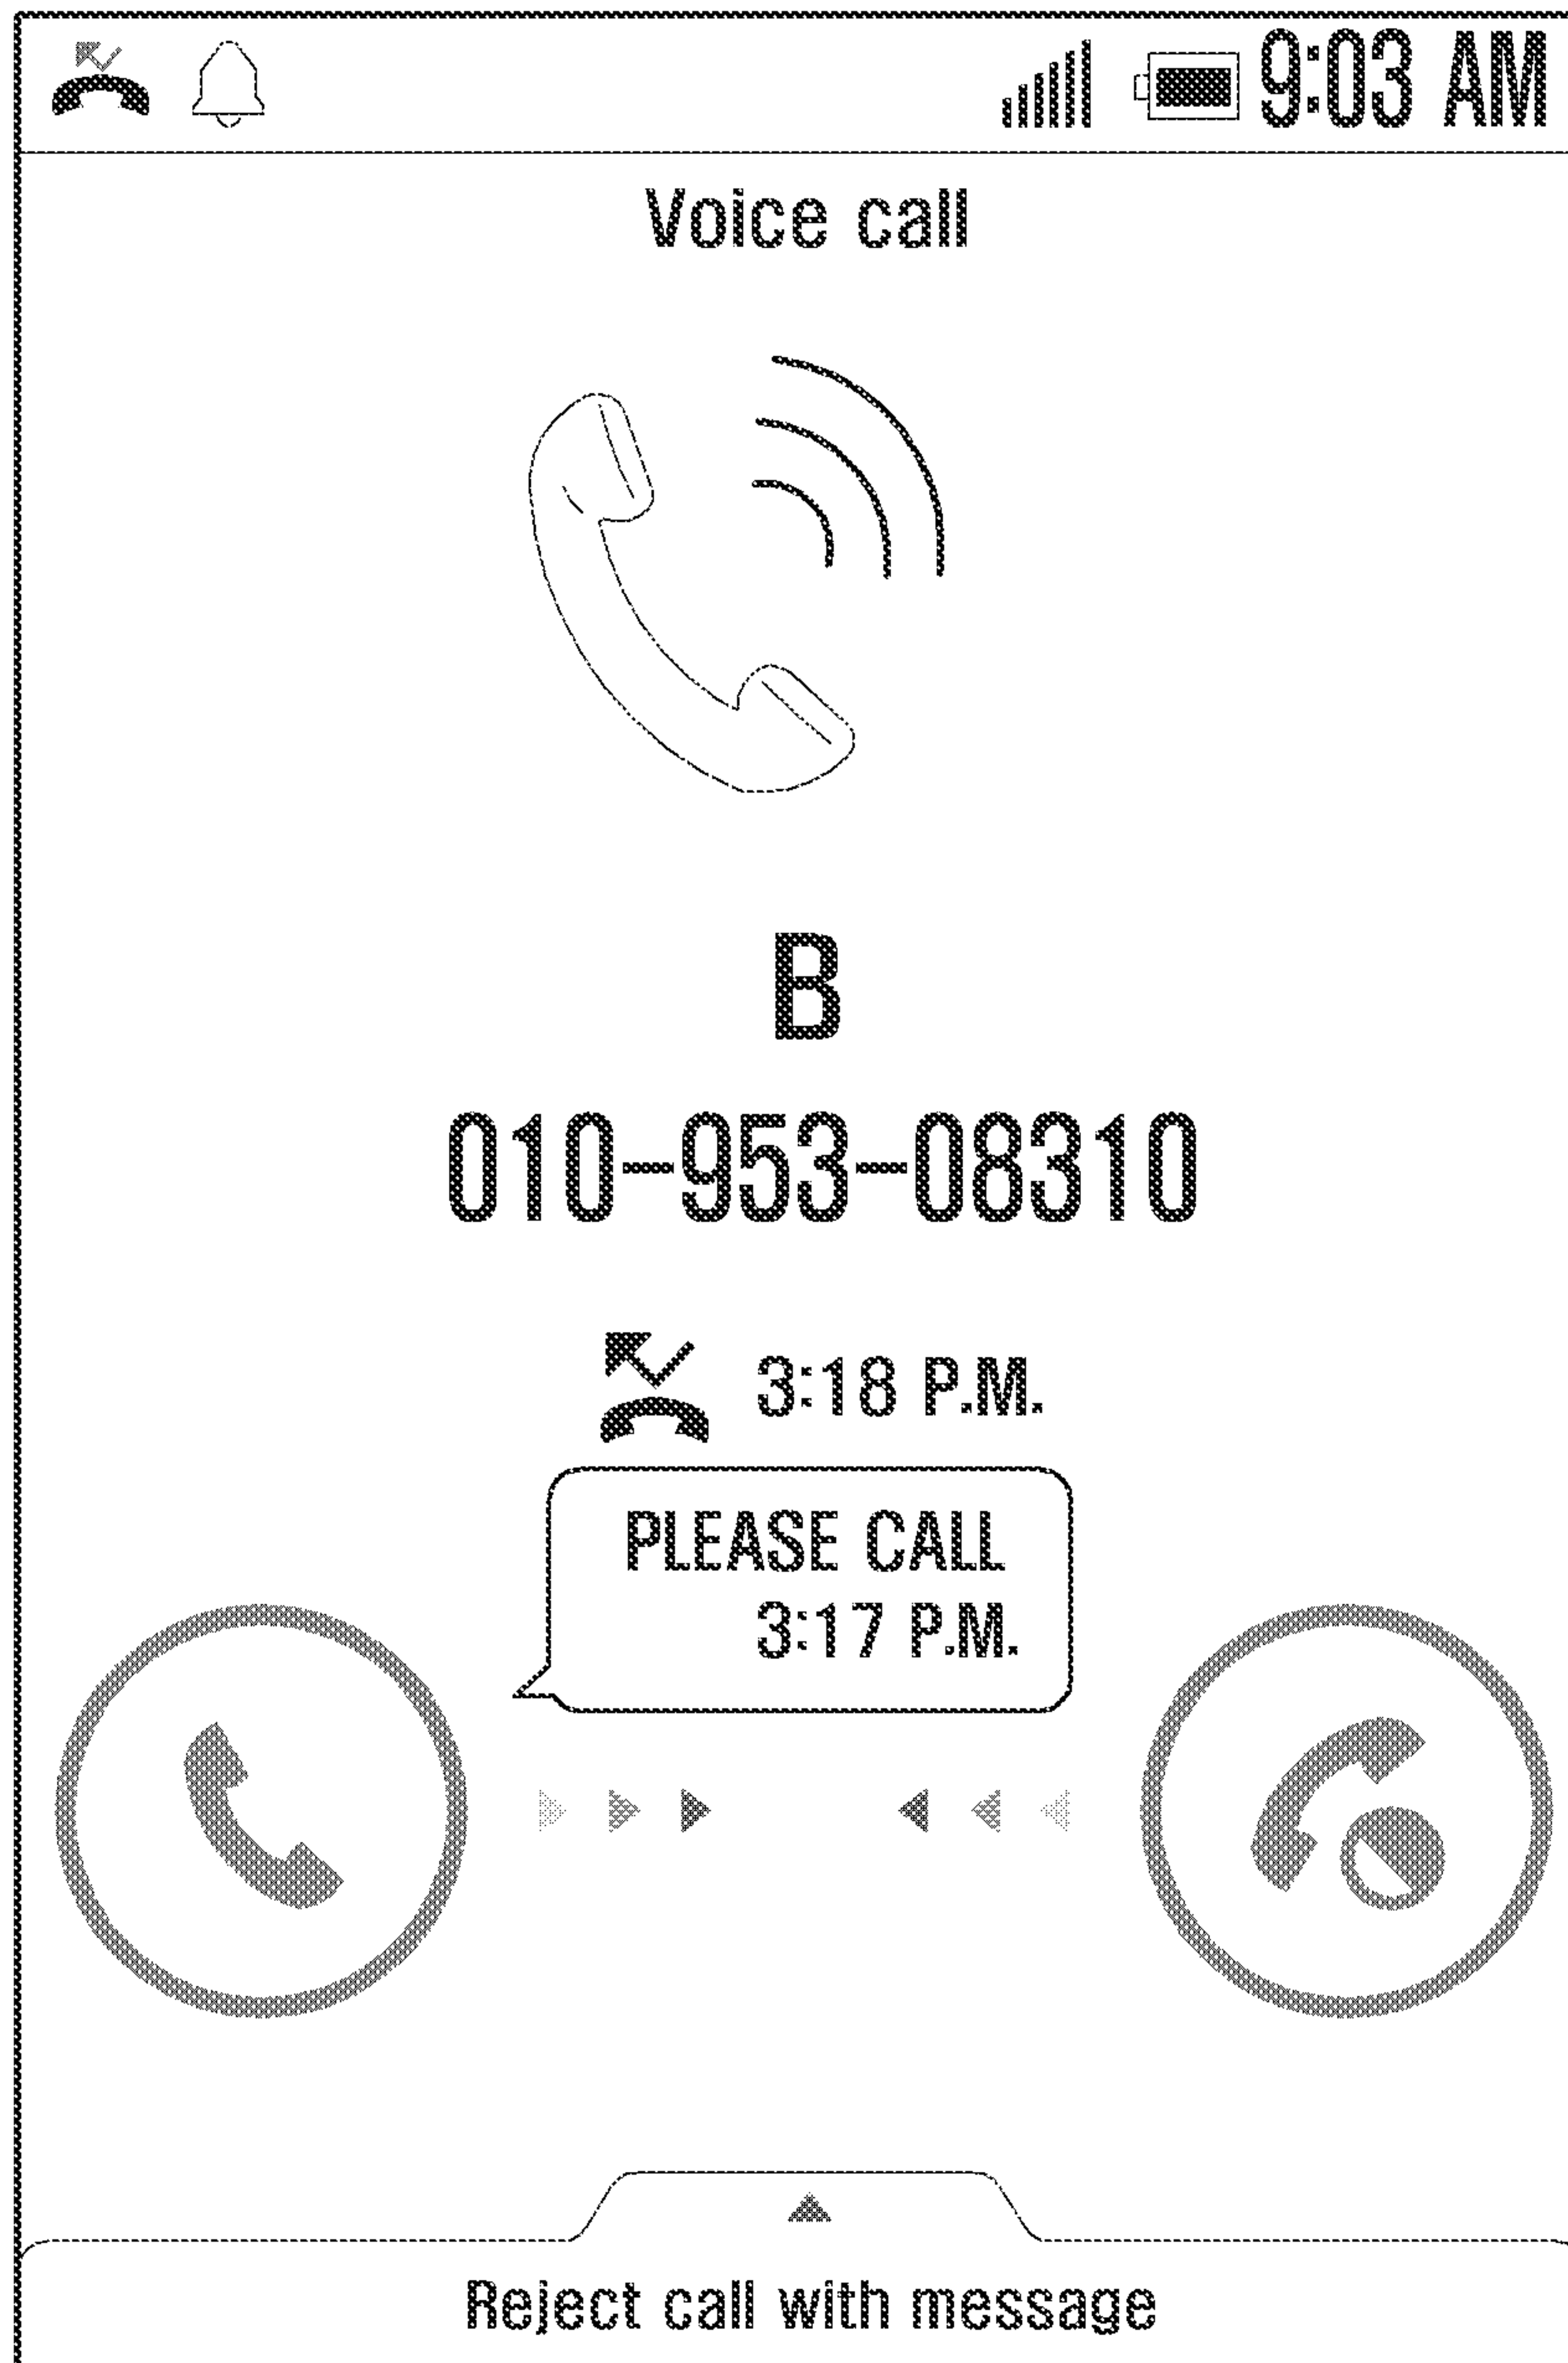 9:03 AM
Voice call
B
010-953-08310
3:18 P.M.
PLEASE CALL
3:17 P.M.
Reject call with message